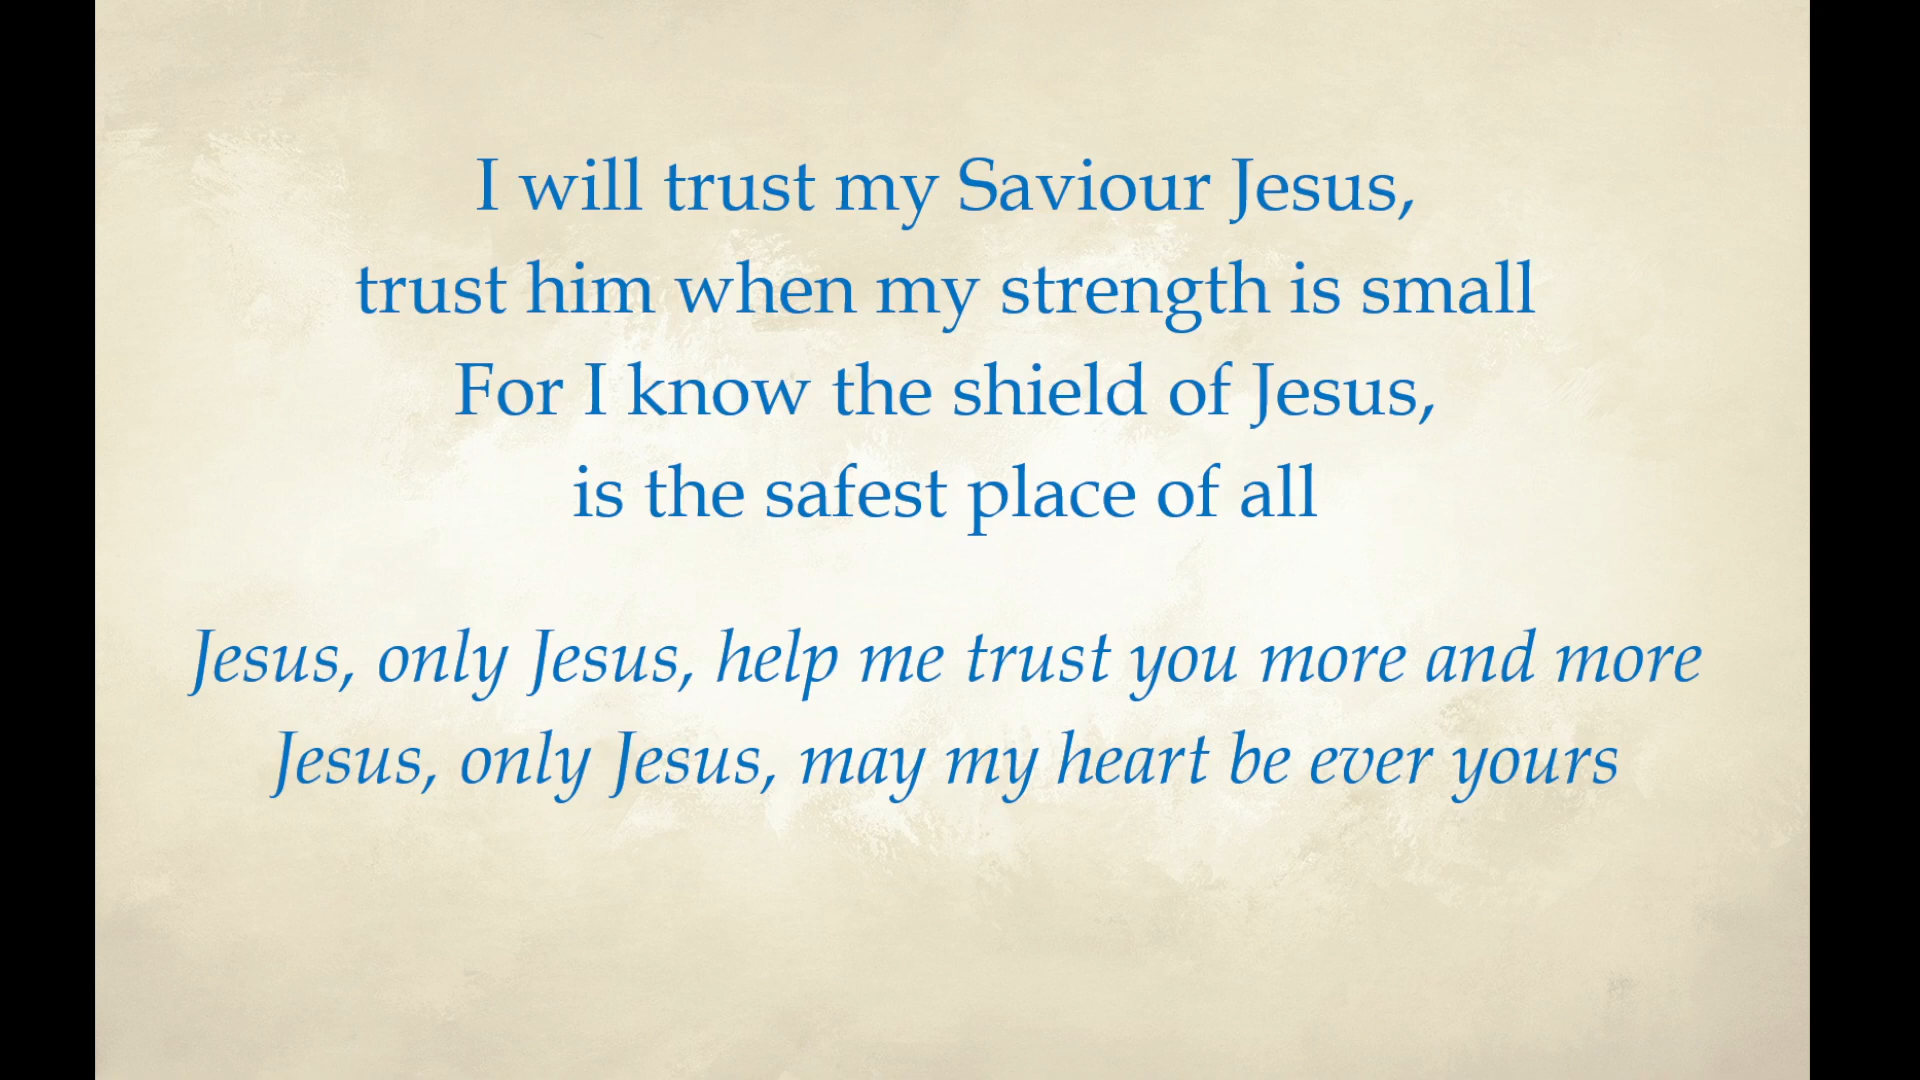 I will trust my Saviour Jesus,
trust him when my strength is small
For I know the shield of Jesus,
is the safest place of all
Jesus, only Jesus, help me trust you more and more
Jesus, only Jesus, may my heart be ever yours